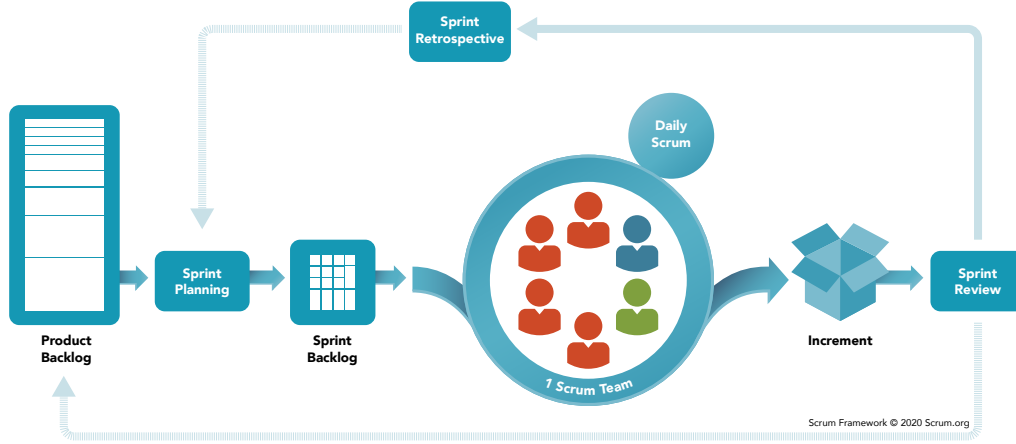 Sprint
Retrospective
Daily
Scrum
Sprint
Planning
Sprint
Review
Product
Backlog
Sprint
Backlog
1 Scrum Team
Increment
Scrum Framework © 2020 Scrum.org